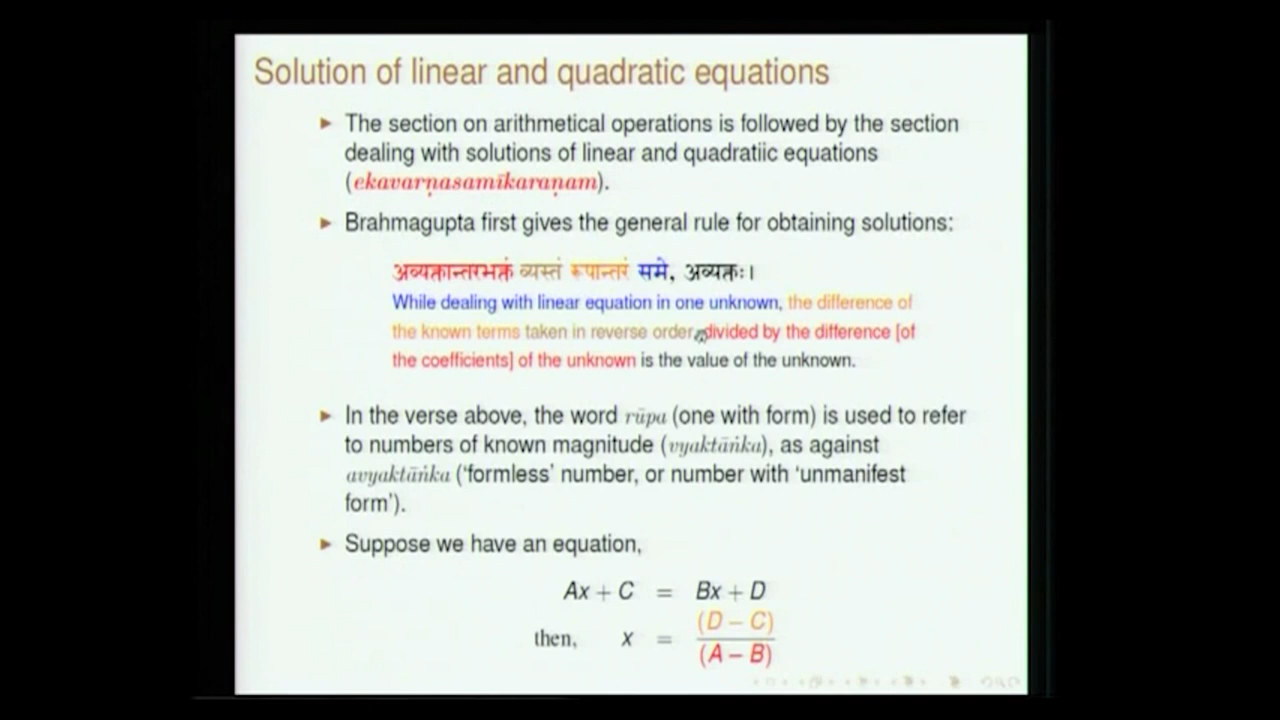 Solution of linear and quadratic equations
► The section on arithmetical operations is followed by the section
dealing with solutions of linear and quadratiic equations
(ekavarṇasamīkaraṇam).
► Brahmagupta first gives the general rule for obtaining solutions:
अव्यक्तान्तरभक्तं व्यस्तं रूपान्तरं समे, अव्यक्तः।
While dealing with linear equation in one unknown, the difference of
the known terms taken in reverse order, divided by the difference [of
the coefficients] of the unknown is the value of the unknown.
► In the verse above, the word rūpa (one with form) is used to refer
to numbers of known magnitude (vyaktāṅka), as against
avyaktāṅka (‘formless’ number, or number with ‘unmanifest
form’).
► Suppose we have an equation,
Ax + C = Bx + D
then, x = (D − C)
(A − B)